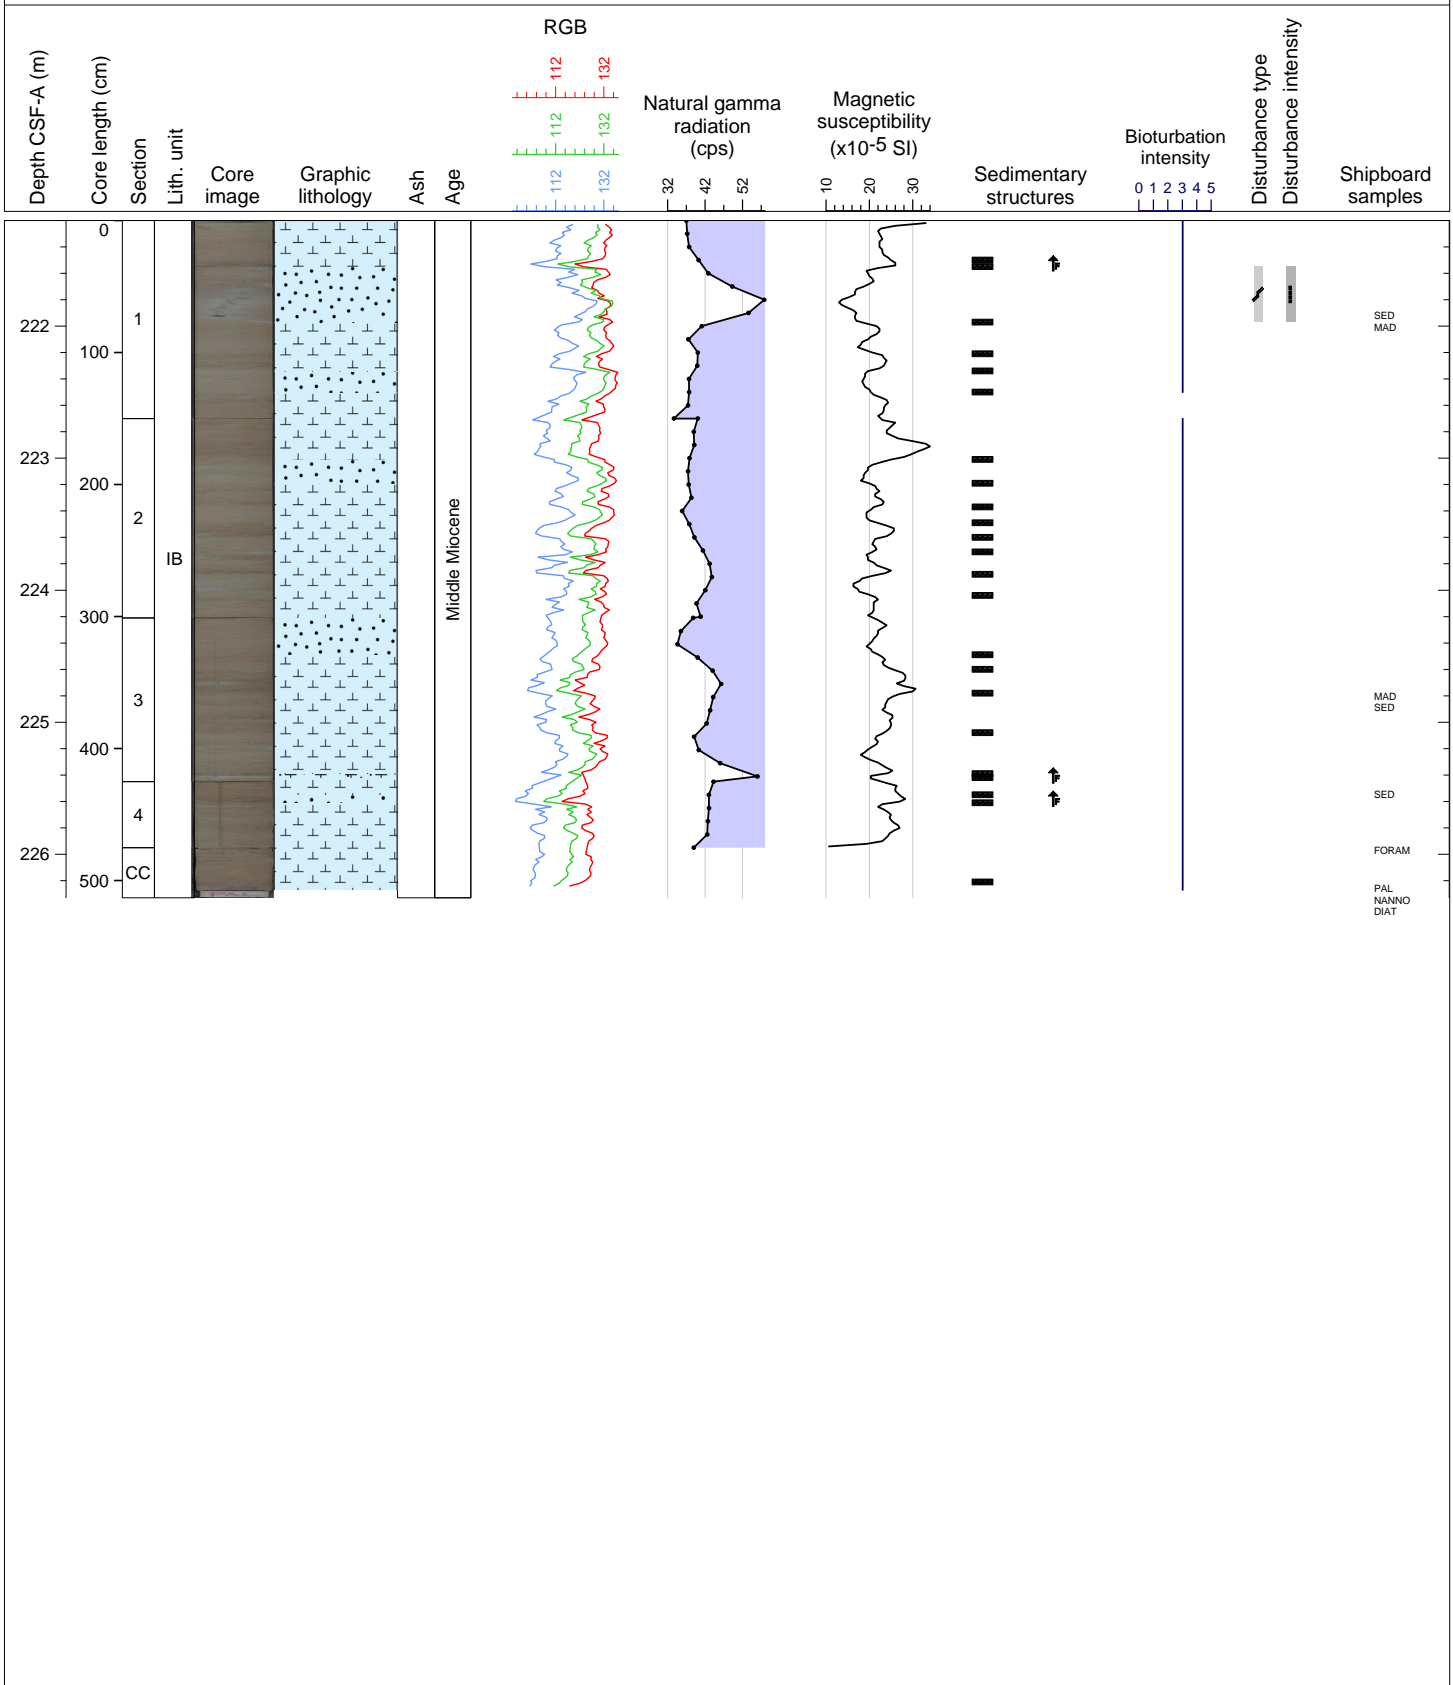 RGB
112 132
112 132
112 132
Depth CSF-A (m)
Core length (cm)
Section
Lith. unit
Core
image
Graphic
lithology
Ash
Age
Natural gamma
radiation
(cps)
32 42 52
Magnetic
susceptibility
(x10-5 SI)
10 20 30
Sedimentary
structures
Bioturbation
intensity
0 1 2 3 4 5
Disturbance type
Disturbance intensity
Shipboard
samples
0
1
222
100
SED
MAD
223
200
2
IB
Middle Miocene
224
300
3
MAD
SED
225
400
SED
4
226
FORAM
CC
500
PAL
NANNO
DIAT